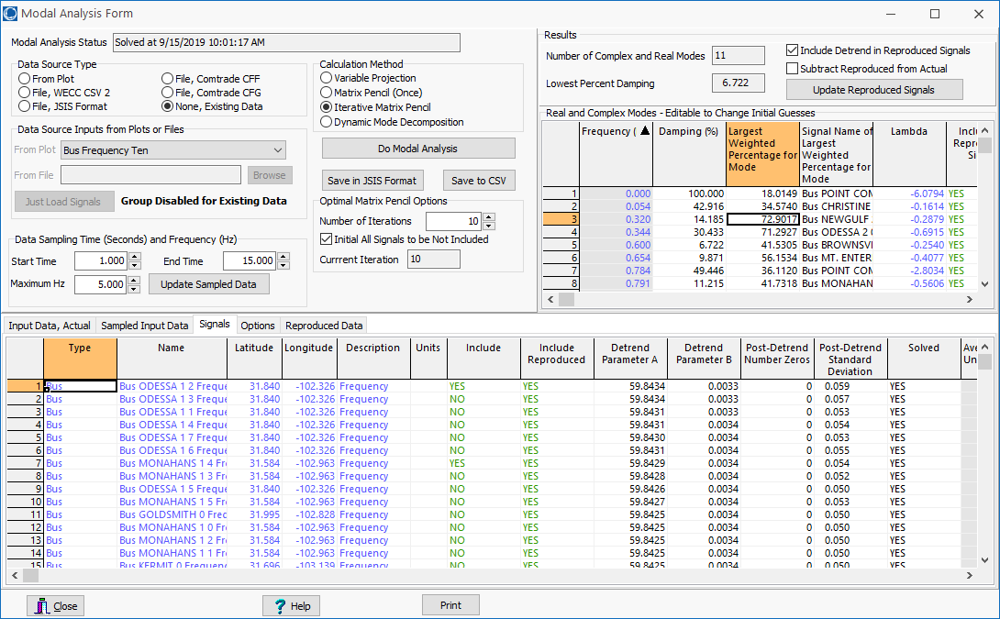 Modal Analysis Form
Modal Analysis Status Solved at 9/15/2019 10:01:17 AM
Data Source Type
From Plot
File, WECC CSV 2
File, JSIS Format
File, Comtrade CFF
File, Comtrade CFG
None, Existing Data
Data Source Inputs from Plots or Files
From Plot Bus Frequency Ten
From File Browse
Just Load Signals Group Disabled for Existing Data
Data Sampling Time (Seconds) and Frequency (Hz)
Start Time 1.000 End Time 15.000
Maximum Hz 5.000 Update Sampled Data
Calculation Method
Variable Projection
Matrix Pencil (Once)
Iterative Matrix Pencil
Dynamic Mode Decomposition
Do Modal Analysis
Save in JSIS Format Save to CSV
Optimal Matrix Pencil Options
Number of Iterations 10
Initial All Signals to be Not Included
Currrent Iteration 10
Results
Number of Complex and Real Modes 11
Lowest Percent Damping 6.722
Include Detrend in Reproduced Signals
Subtract Reproduced from Actual
Update Reproduced Signals
Real and Complex Modes - Editable to Change Initial Guesses
Frequency ( Damping (%) Largest Weighted Percentage for Mode Signal Name of Largest Weighted Percentage for Mode Lambda Inclu Repro Si
1 0.000 100.000 18.0149 Bus POINT COM -6.0794 YES
2 0.054 42.916 34.5740 Bus CHRISTINE -0.1614 YES
3 0.320 14.185 72.9017 Bus NEWGULF -0.2879 YES
4 0.344 30.433 71.2927 Bus ODESSA 2 -0.6915 YES
5 0.600 6.722 41.5305 Bus BROWNSV -0.2540 YES
6 0.654 9.871 56.1534 Bus MT. ENTER -0.4077 YES
7 0.784 49.446 36.1120 Bus POINT COM -2.8034 YES
8 0.791 11.215 41.7318 Bus MONAHAN -0.5606 YES
Input Data, Actual Sampled Input Data Signals Options Reproduced Data
Type Name Latitude Longitude Description Units Include Include Reproduced Detrend Parameter A Detrend Parameter B Post-Detrend Number Zeros Post-Detrend Standard Deviation Solved Ave Un
1 Bus Bus ODESSA 1 2 Freque 31.840 -102.326 Frequency YES YES 59.8434 0.0033 0 0.059 YES
2 Bus Bus ODESSA 1 3 Freque 31.840 -102.326 Frequency NO YES 59.8434 0.0033 0 0.057 YES
3 Bus Bus ODESSA 1 1 Freque 31.840 -102.326 Frequency NO YES 59.8431 0.0033 0 0.053 YES
4 Bus Bus ODESSA 1 4 Freque 31.840 -102.326 Frequency NO YES 59.8431 0.0034 0 0.054 YES
5 Bus Bus ODESSA 1 7 Freque 31.840 -102.326 Frequency NO YES 59.8430 0.0034 0 0.053 YES
6 Bus Bus ODESSA 1 6 Freque 31.840 -102.326 Frequency NO YES 59.8431 0.0034 0 0.055 YES
7 Bus Bus MONAHANS 1 4 Fr 31.584 -102.963 Frequency YES YES 59.8429 0.0034 0 0.054 YES
8 Bus Bus MONAHANS 1 3 Fr 31.584 -102.963 Frequency NO YES 59.8428 0.0034 0 0.052 YES
9 Bus Bus ODESSA 1 5 Freque 31.840 -102.326 Frequency NO YES 59.8426 0.0034 0 0.050 YES
10 Bus Bus MONAHANS 1 5 Fr 31.584 -102.963 Frequency NO YES 59.8427 0.0034 0 0.053 YES
11 Bus Bus GOLDSMITH 0 Fred 31.995 -102.828 Frequency NO YES 59.8425 0.0034 0 0.050 YES
12 Bus Bus MONAHANS 1 0 Fr 31.584 -102.963 Frequency NO YES 59.8425 0.0034 0 0.050 YES
13 Bus Bus MONAHANS 1 2 Fr 31.584 -102.963 Frequency NO YES 59.8425 0.0034 0 0.050 YES
14 Bus Bus MONAHANS 1 1 Fr 31.584 -102.963 Frequency NO YES 59.8425 0.0034 0 0.050 YES
15 Bus Bus KERMIT 0 Frequen 31.696 -103.139 Frequency NO YES 59.8425 0.0034 0 0.050 YES
Close Help Print